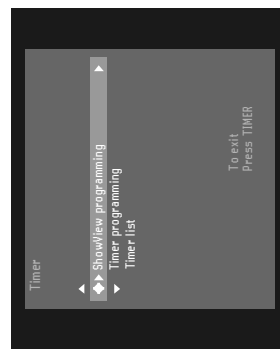 Timer
ShowView programming
Timer programming
Timer list
To exit
Press TIMER